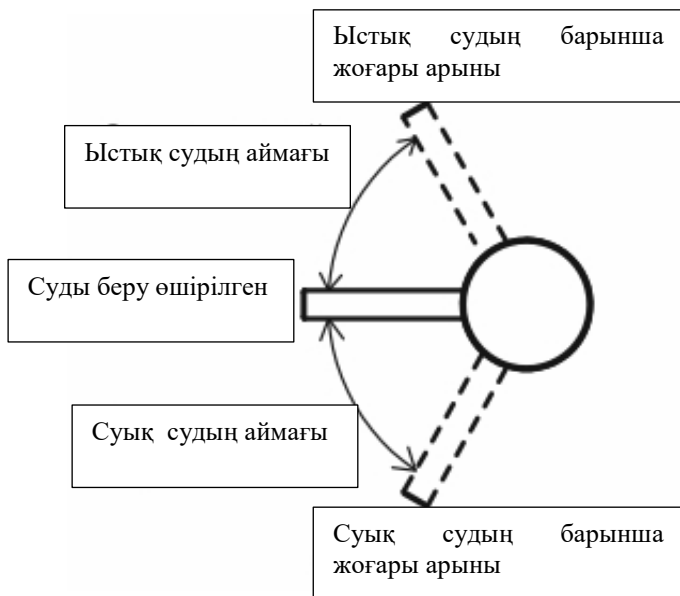 Ыстық судың барынша
жоғары арыны
Ыстық судың аймағы
Суды беру өшірілген
Суық судың аймағы
Суық судың барынша
жоғары арыны